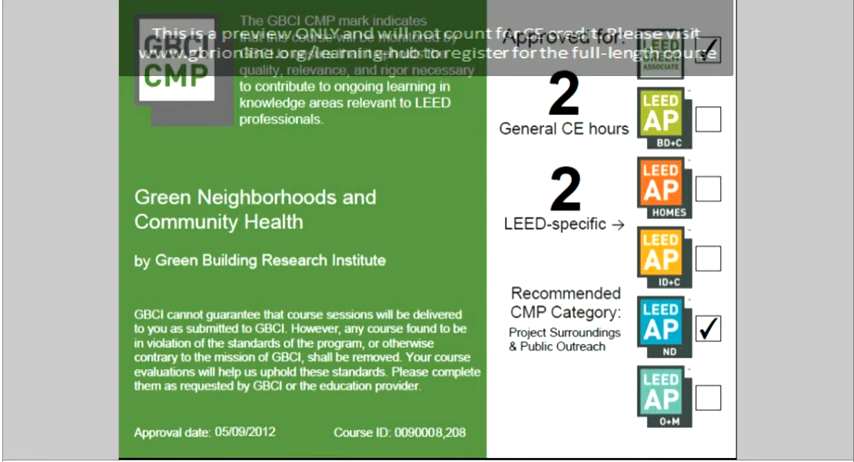 The GBCI CMP mark indicates
This is a preview ONLY and will not count for CE credit. Please visit
www.gbrionline.org/learning-hub to register for the full-length course
that this course will be monitored by
quality, relevance, and rigor necessary
to contribute to ongoing learning in
knowledge areas relevant to LEED
professionals.
GBCI
CMP
Green Neighborhoods and
Community Health
by Green Building Research Institute
GBCI cannot guarantee that course sessions will be delivered
to you as submitted to GBCI. However, any course found to be
in violation of the standards of the program, or otherwise
contrary to the mission of GBCI, shall be removed. Your course
evaluations will help us uphold these standards. Please complete
them as requested by GBCI or the education provider.
Approval date: 05/09/2012
Course ID: 0090008,208
Approved for:
2
General CE hours
2
LEED-specific →
Recommended
CMP Category:
Project Surroundings
& Public Outreach
LEED
GREEN
ASSOCIATE
LEED
AP
BD+C
LEED
AP
HOMES
LEED
AP
ID+C
LEED
AP
ND
LEED
AP
O+M